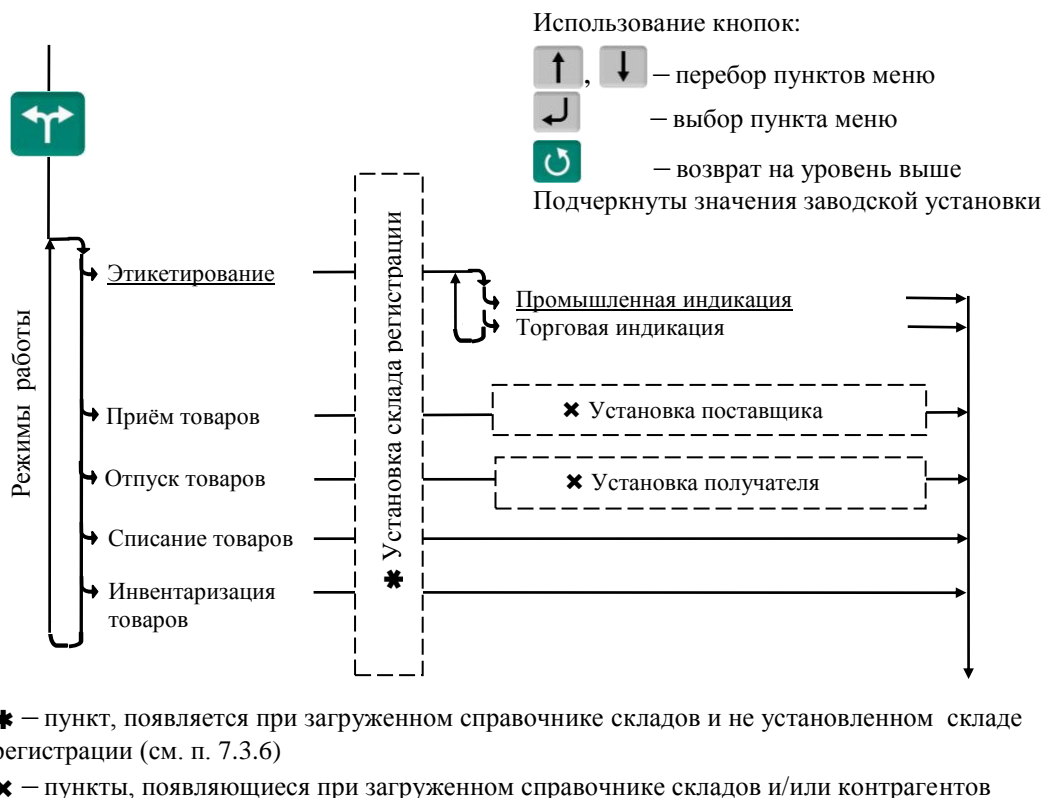 Использование кнопок:
, – перебор пунктов меню
– выбор пункта меню
– возврат на уровень выше
Подчеркнуты значения заводской установки
Режимы работы
Этикетирование
✱ Установка склада регистрации
Промышленная индикация
Торговая индикация
Приём товаров
✖ Установка поставщика
Отпуск товаров
✖ Установка получателя
Списание товаров
Инвентаризация
товаров
✱ – пункт, появляется при загруженном справочнике складов и не установленном складе
регистрации (см. п. 7.3.6)
✖ – пункты, появляющиеся при загруженном справочнике складов и/или контрагентов